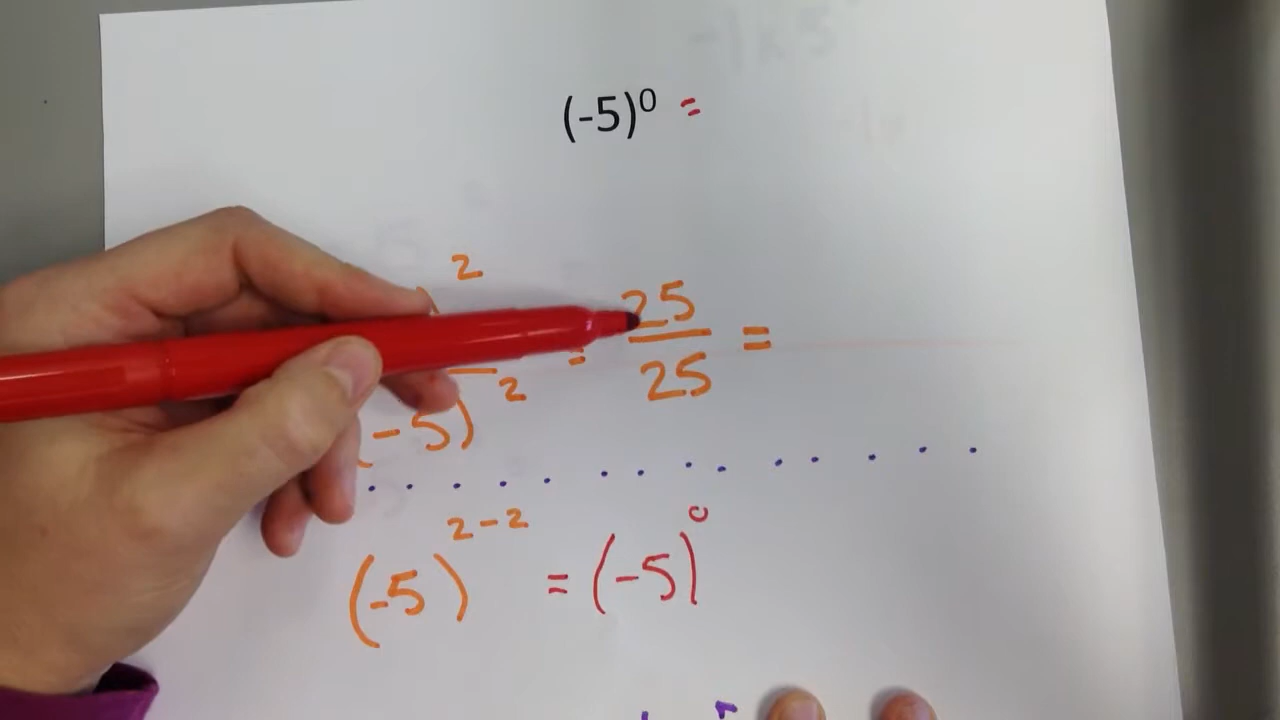 (-5)⁰ =
)² = 25/25 =
(-5)²
(-5)²⁻² = (-5)⁰